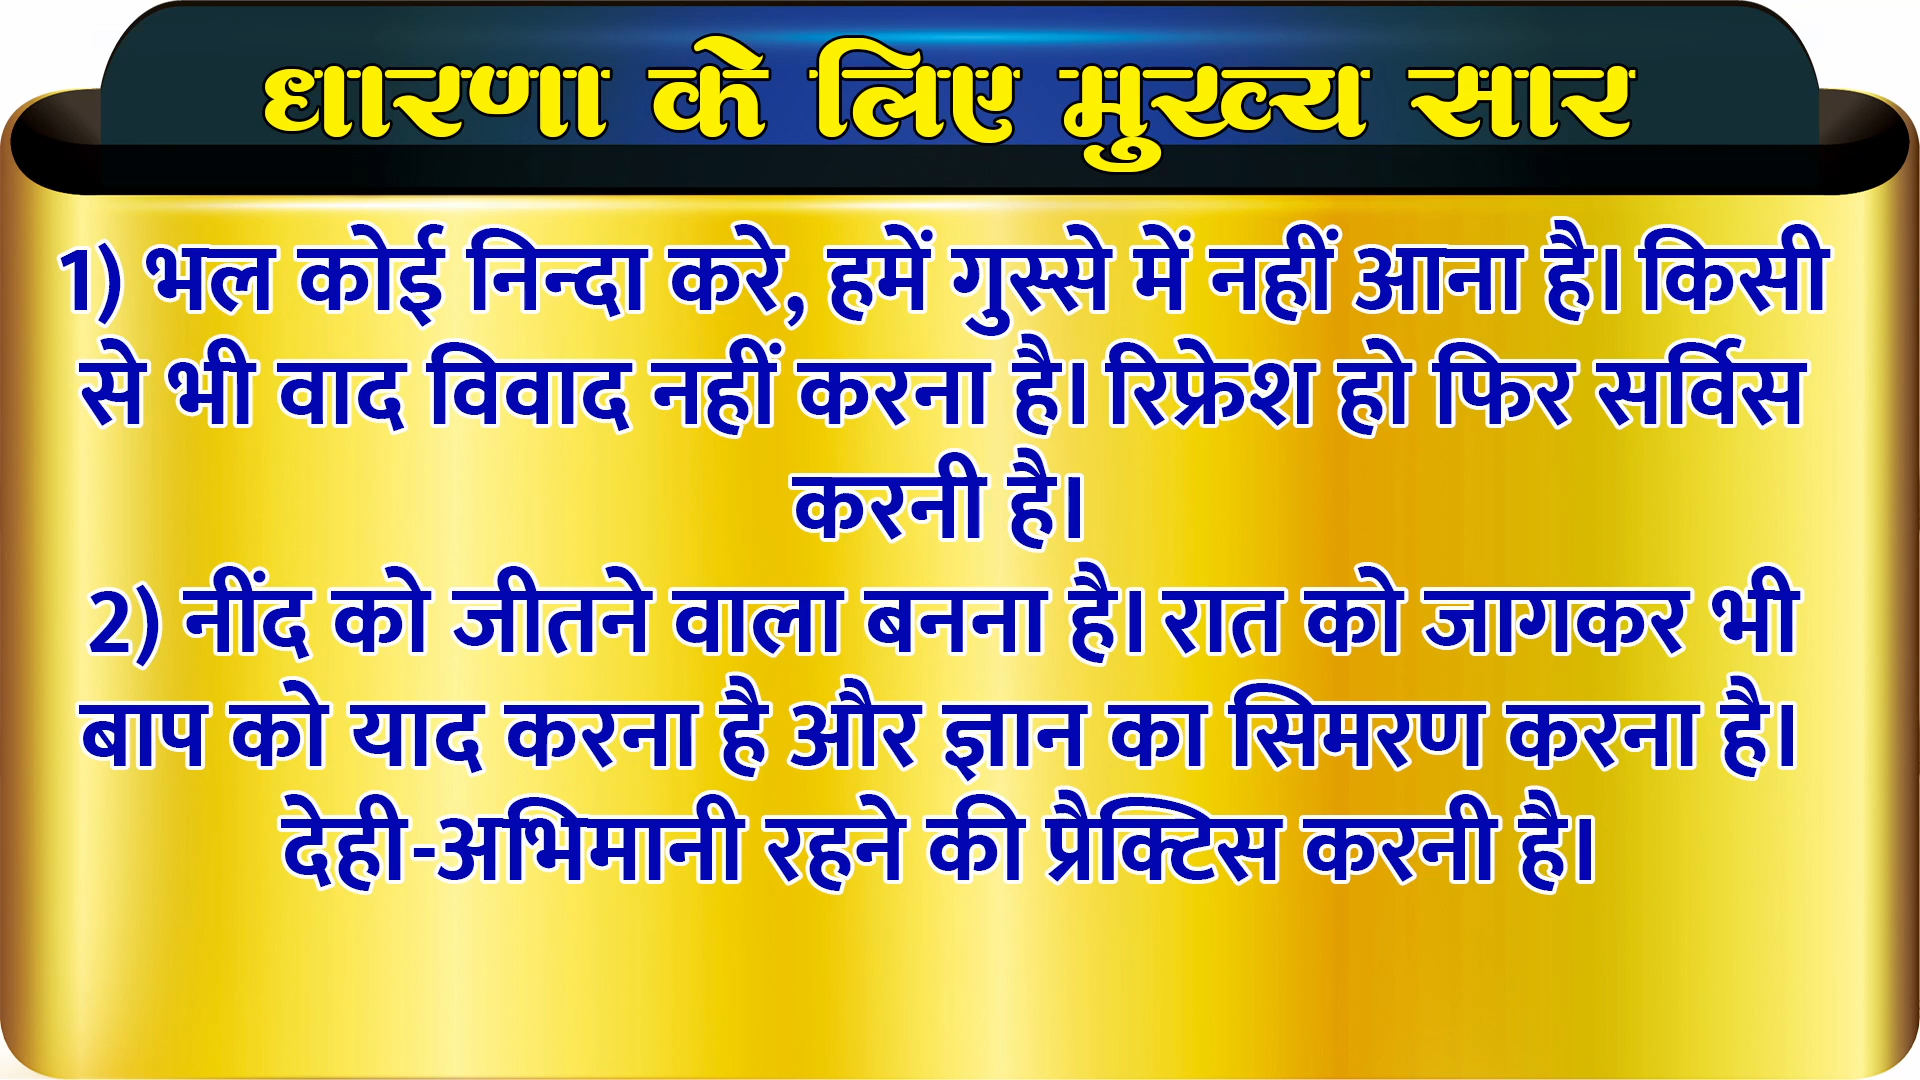 धारणा के लिए मुख्य सार
1) भल कोई निन्दा करे, हमें गुस्से में नहीं आना है। किसी
से भी वाद विवाद नहीं करना है। रिफ्रेश हो फिर सर्विस
करनी है।
2) नींद को जीतने वाला बनना है। रात को जागकर भी
बाप को याद करना है और ज्ञान का सिमरण करना है।
देही-अभिमानी रहने की प्रैक्टिस करनी है।